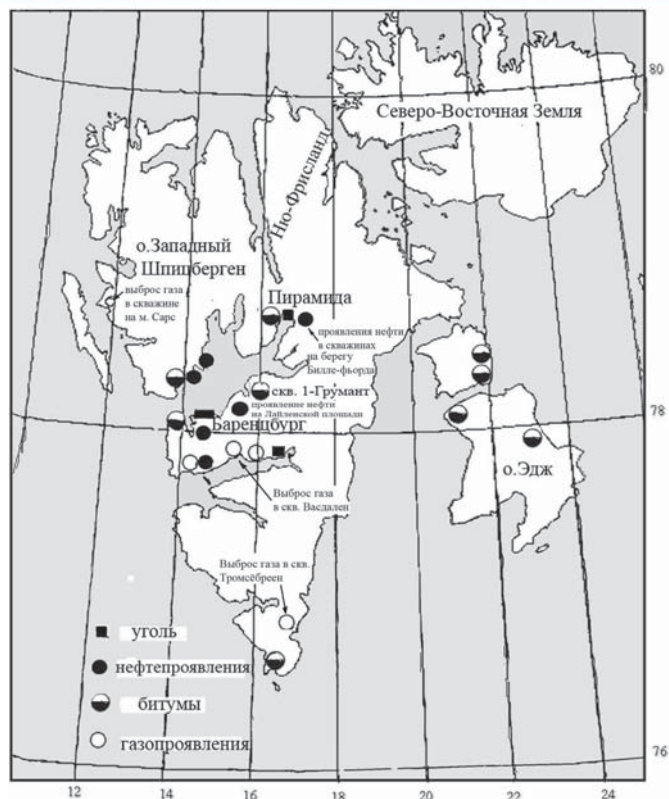 80
Северо-Восточная Земля
Ню-Фрисланд
о.Западный
Шпицберген
выброс газа
в скважине
на м. Сарс
Пирамида
проявления нефти
в скважинах
на берегу
Билле-фьорда
скв. 1-Грумант
проявление нефти
на Лайленской площади
78
Баренцбург
о.Эдж
Выброс газа
в скв. Васдален
Выброс газа в скв.
Тромсёбреен
уголь
нефтепроявления
битумы
газопроявления
76
12
14
16
18
20
22
24